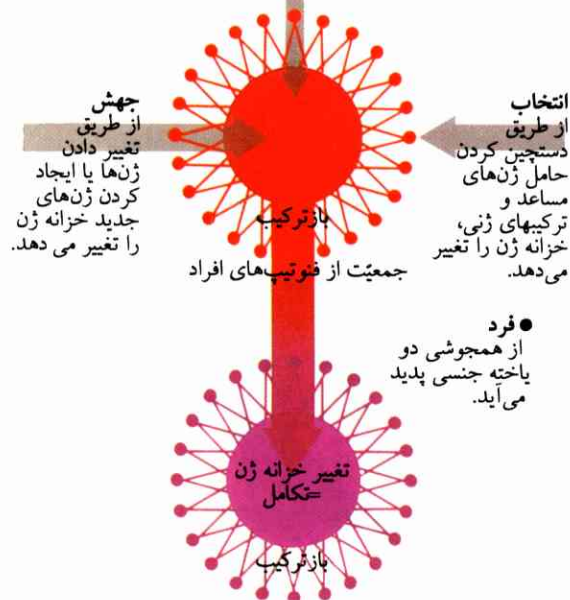 انتخاب
از طریق
دستچین کردن
حامل ژن‌های
مساعد و
ترکیبهای ژنی،
خزانه ژن را تغییر
می‌دهد.
جهش
از طریق
تغییر دادن
ژن‌ها یا ایجاد
کردن ژن‌های
جدید خزانه ژن
را تغییر می دهد.
بازترکیب
جمعیّت از فنوتیپ‌های افراد
● فرد
از همجوشی دو
یاخته جنسی پدید
می‌آید.
تغییر خزانه ژن
=تکامل
بازترکیب